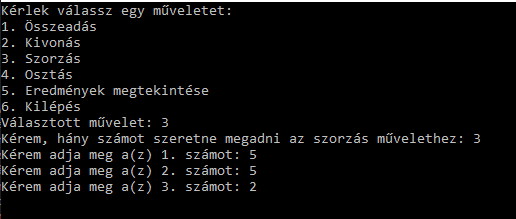 Kérlek válassz egy műveletet:
1. Összeadás
2. Kivonás
3. Szorzás
4. Osztás
5. Eredmények megtekintése
6. Kilépés
Választott művelet: 3
Kérem, hány számot szeretne megadni az szorzás művelethez: 3
Kérem adja meg a(z) 1. számot: 5
Kérem adja meg a(z) 2. számot: 5
Kérem adja meg a(z) 3. számot: 2